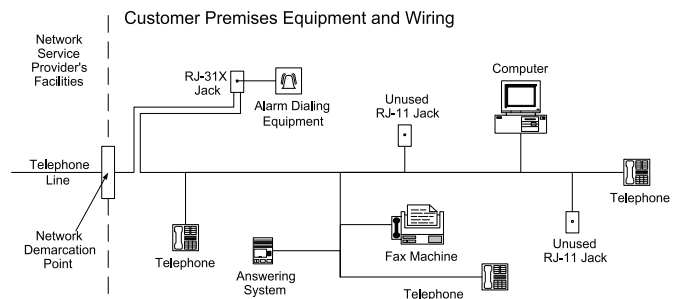 Customer Premises Equipment and Wiring
Network
Service
Provider's
Facilities
RJ-31X
Jack
Alarm Dialing
Equipment
Unused
RJ-11 Jack
Computer
Telephone
Line
Network
Demarcation
Point
Telephone
Answering
System
Fax Machine
Telephone
Unused
RJ-11 Jack
Telephone